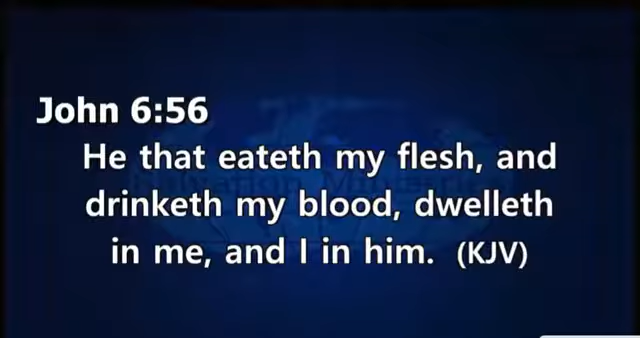 John 6:56
He that eateth my flesh, and
drinketh my blood, dwelleth
in me, and I in him. (KJV)